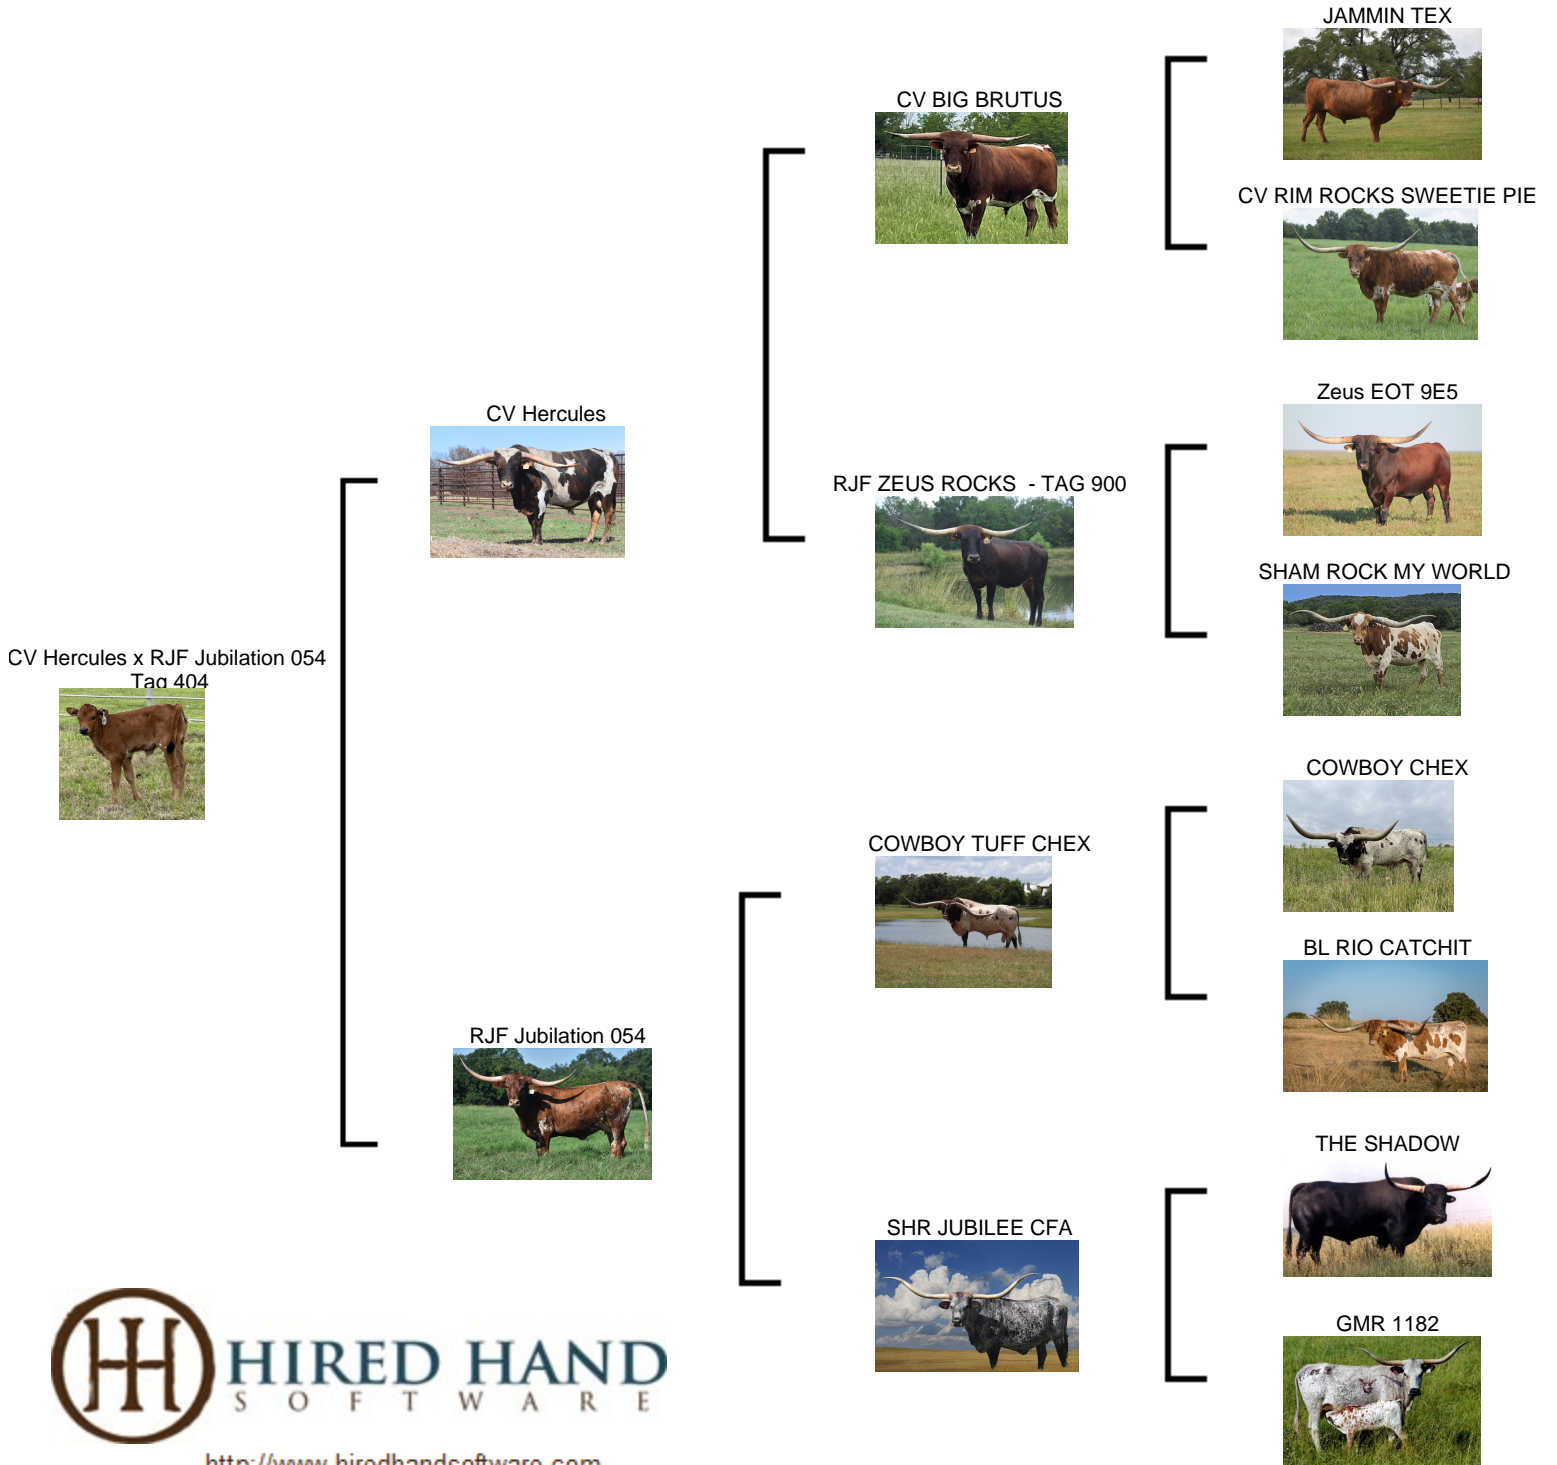 JAMMIN TEX
CV BIG BRUTUS
CV RIM ROCKS SWEETIE PIE
CV Hercules
Zeus EOT 9E5
RJF ZEUS ROCKS  - TAG 900
SHAM ROCK MY WORLD
CV Hercules x RJF Jubilation 054
Tag 404
COWBOY CHEX
COWBOY TUFF CHEX
BL RIO CATCHIT
RJF Jubilation 054
THE SHADOW
SHR JUBILEE CFA
GMR 1182
HIRED HAND
SOFTWARE
http://www.hiredhandsoftware.com